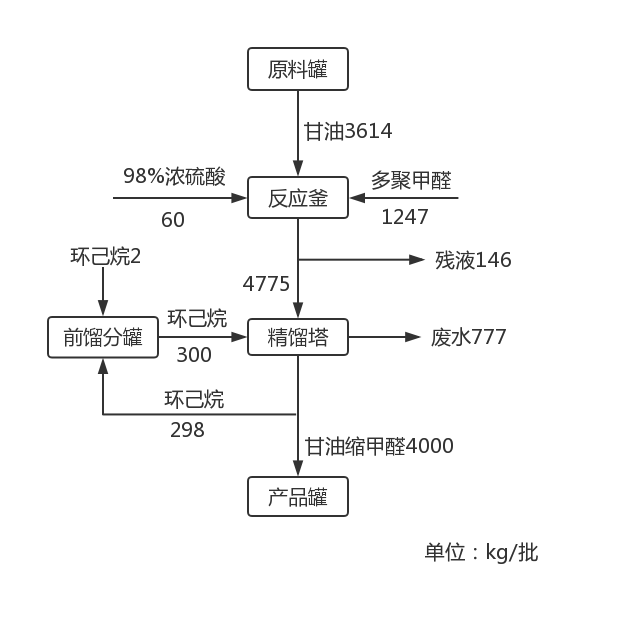 原料罐
甘油3614
98%浓硫酸
60
反应釜
多聚甲醛
1247
残液146
4775
环己烷2
前馏分罐
环己烷
300
精馏塔
废水777
环己烷
298
甘油缩甲醛4000
产品罐
单位：kg/批